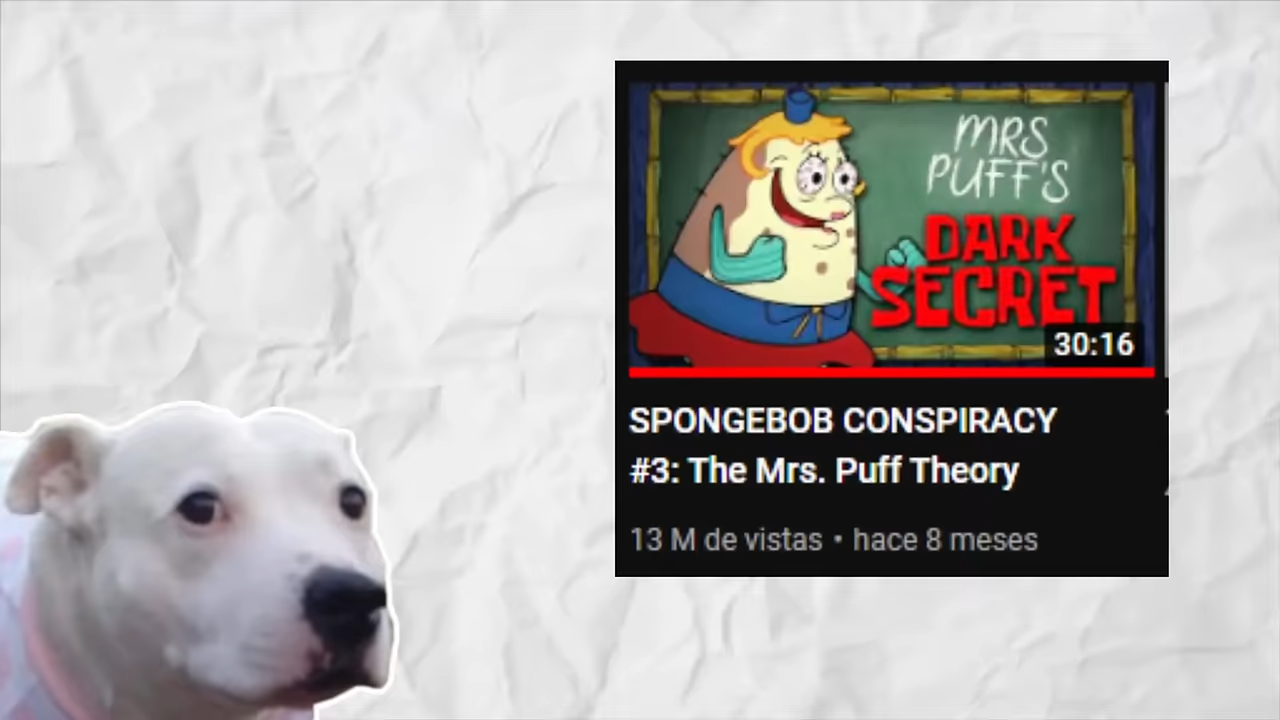 MRS
PUFF'S
DARK
SECRET
30:16
SPONGEBOB CONSPIRACY
#3: The Mrs. Puff Theory
13 M de vistas • hace 8 meses